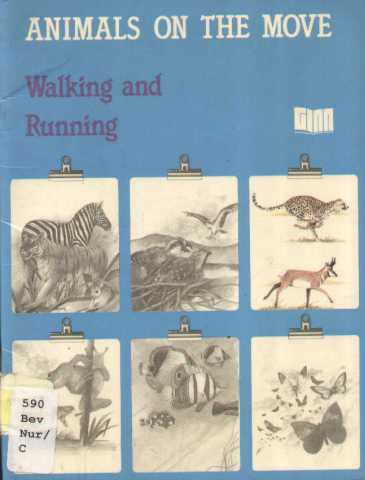 ANIMALS ON THE MOVE
Walking and
Running
GINN
590
Bev
Nur/
C